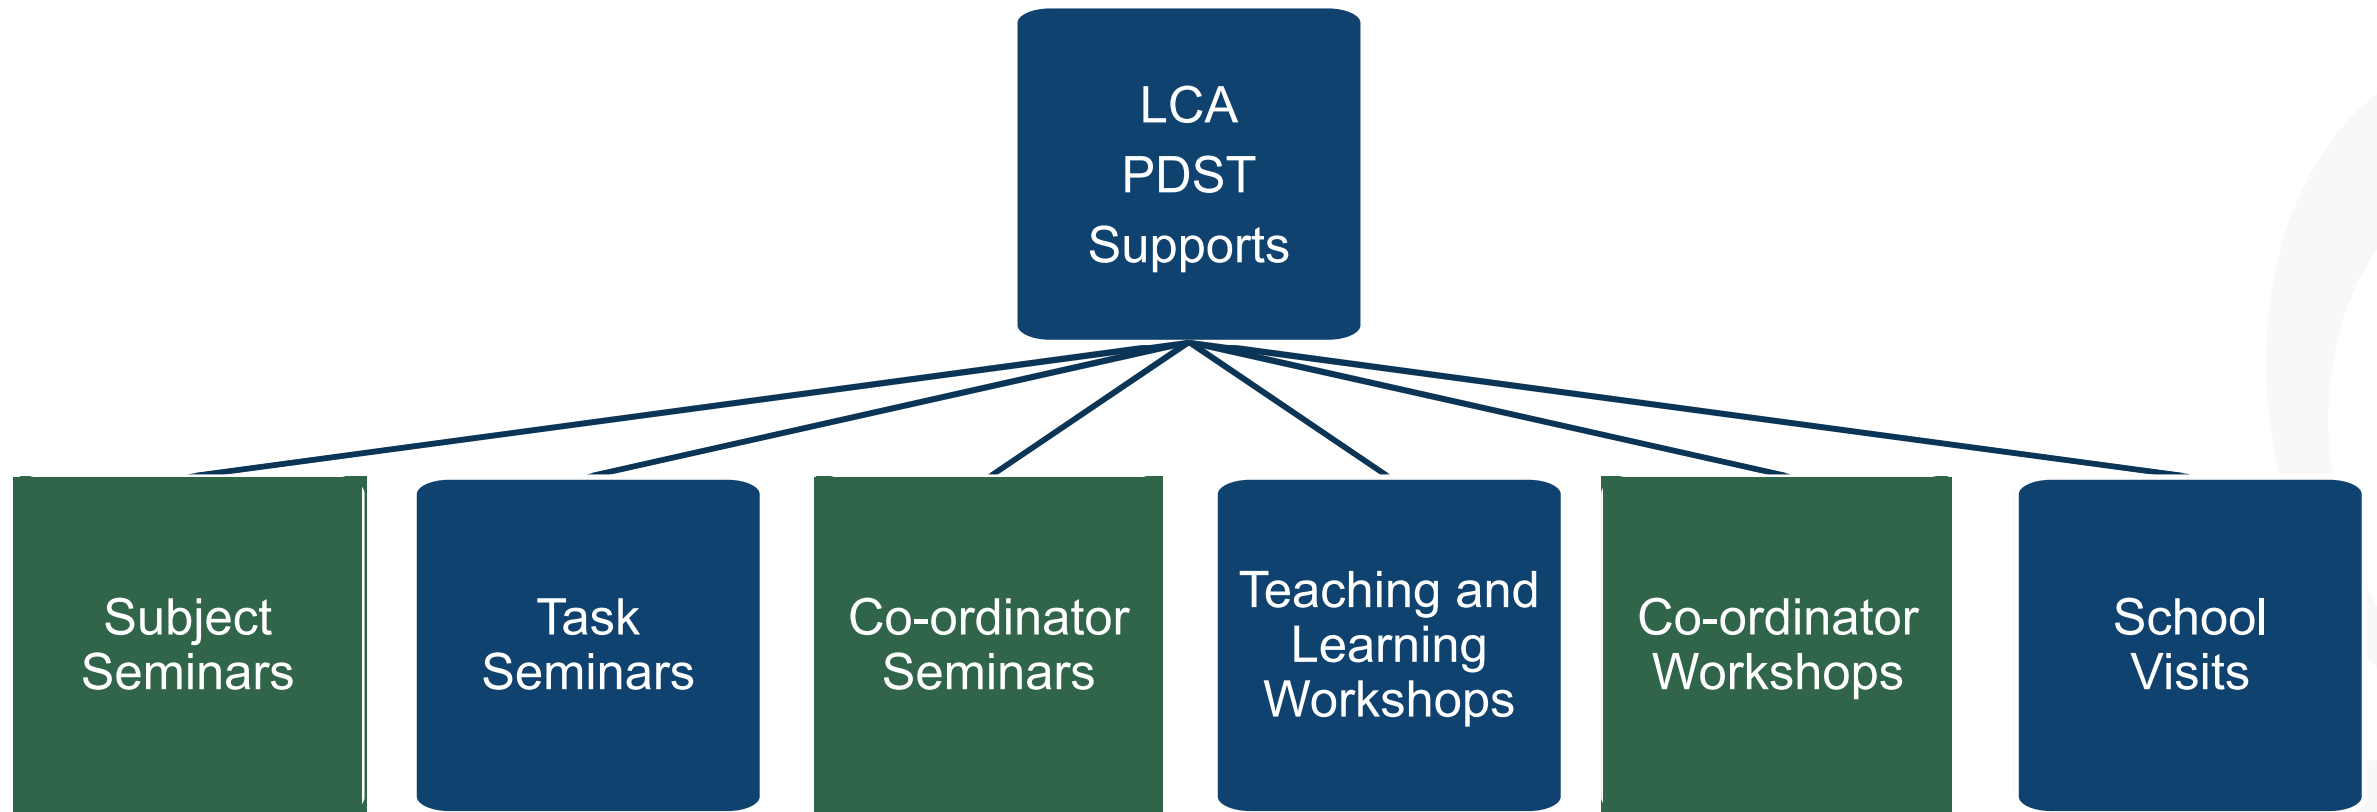 LCA
PDST
Supports
Subject
Seminars
Task
Seminars
Co-ordinator
Seminars
Teaching and
Learning
Workshops
Co-ordinator
Workshops
School
Visits